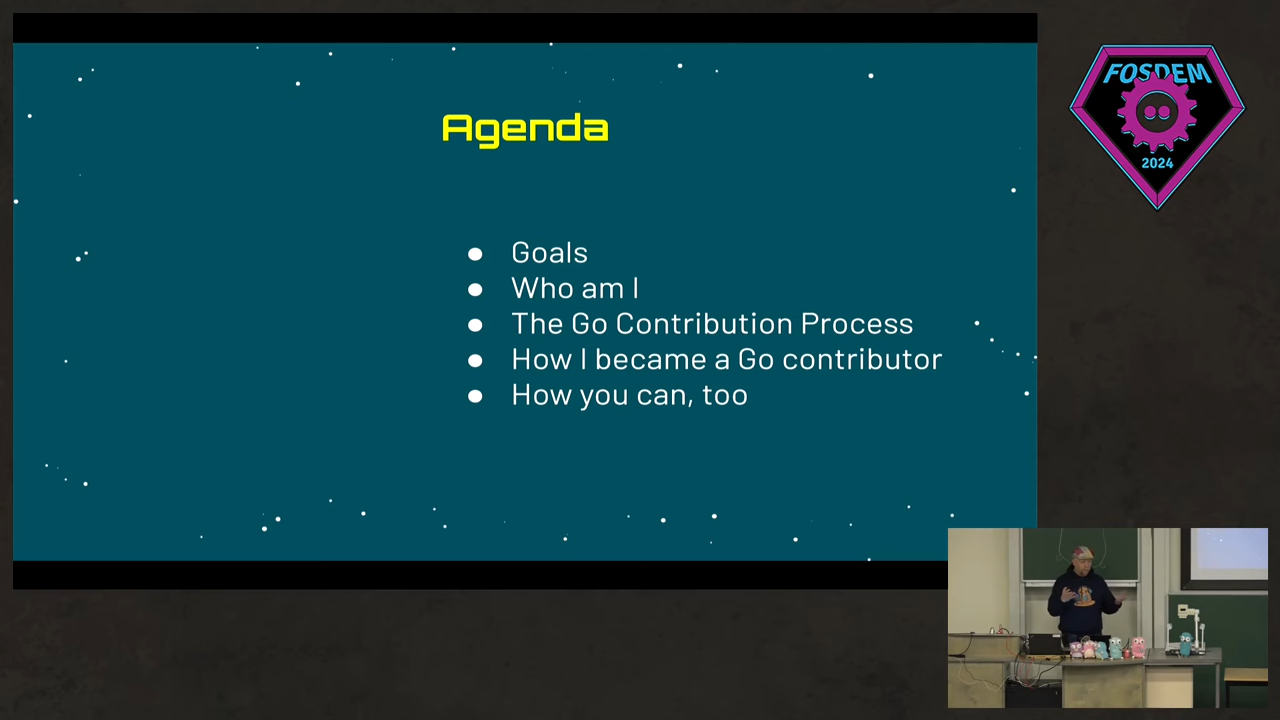 Agenda
● Goals
● Who am I
● The Go Contribution Process
● How I became a Go contributor
● How you can, too
FOSDEM
2024